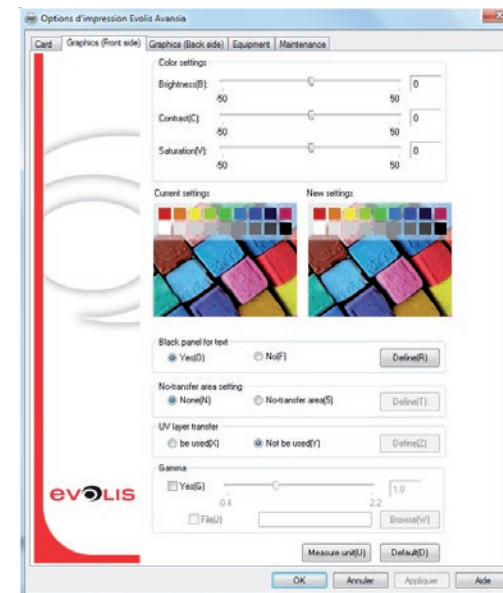 Options d'impression Evolis Avansia
Card Graphics (Front side) Graphics (Back side) Equipment Maintenance
Color settings
Brightness(B): 0
-50 50
Contrast(C): 0
-50 50
Saturation(V): 0
-50 50
Current settings New settings
Black panel for text
Yes(O) No(F) Define(R)
No-transfer area setting
None(N) No-transfer area(S) Define(T)
UV layer transfer
be used(X) Not be used(Y) Define(Z)
Gamma
Yes(G) 1.0
0.4 2.2
File(J) Browse(W)
evolis
Measure unit(U) Default(D)
OK Annuler Appliquer Aide